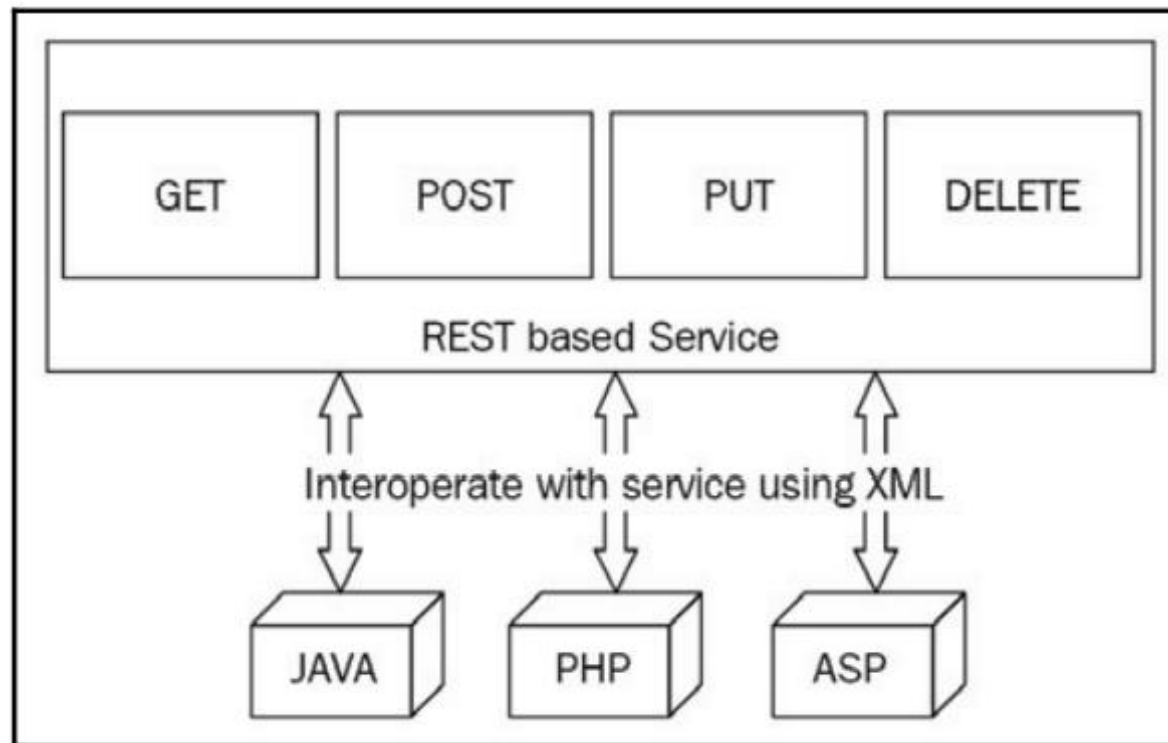 GET POST PUT DELETE
REST based Service
Interoperate with service using XML
JAVA PHP ASP